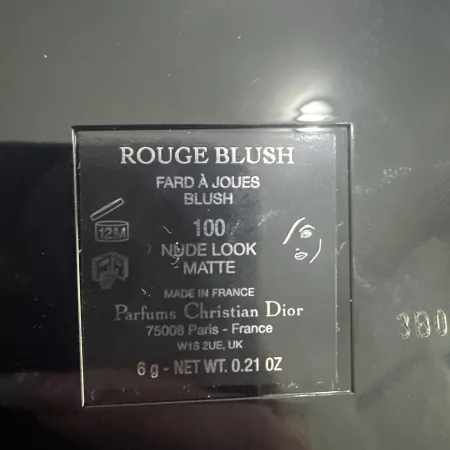 ROUGE BLUSH
FARD À JOUES
BLUSH
12M
100
NUDE LOOK
MATTE
MADE IN FRANCE
Parfums Christian Dior
75008 Paris - France
W1S 2UE, UK
6 g - NET WT. 0.21 OZ
3B0